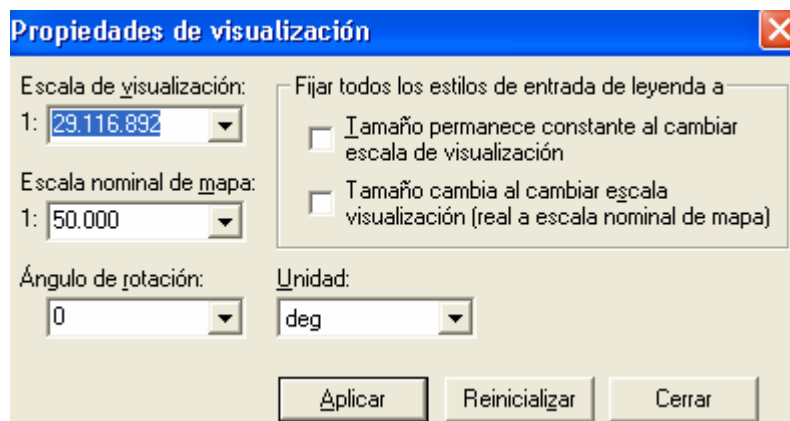 Propiedades de visualización
Escala de visualización:
1: 29.116.892
Escala nominal de mapa:
1: 50.000
Fijar todos los estilos de entrada de leyenda a
Tamaño permanece constante al cambiar
escala de visualización
Tamaño cambia al cambiar escala
visualización (real a escala nominal de mapa)
Ángulo de rotación:
0
Unidad:
deg
Aplicar
Reinicializar
Cerrar